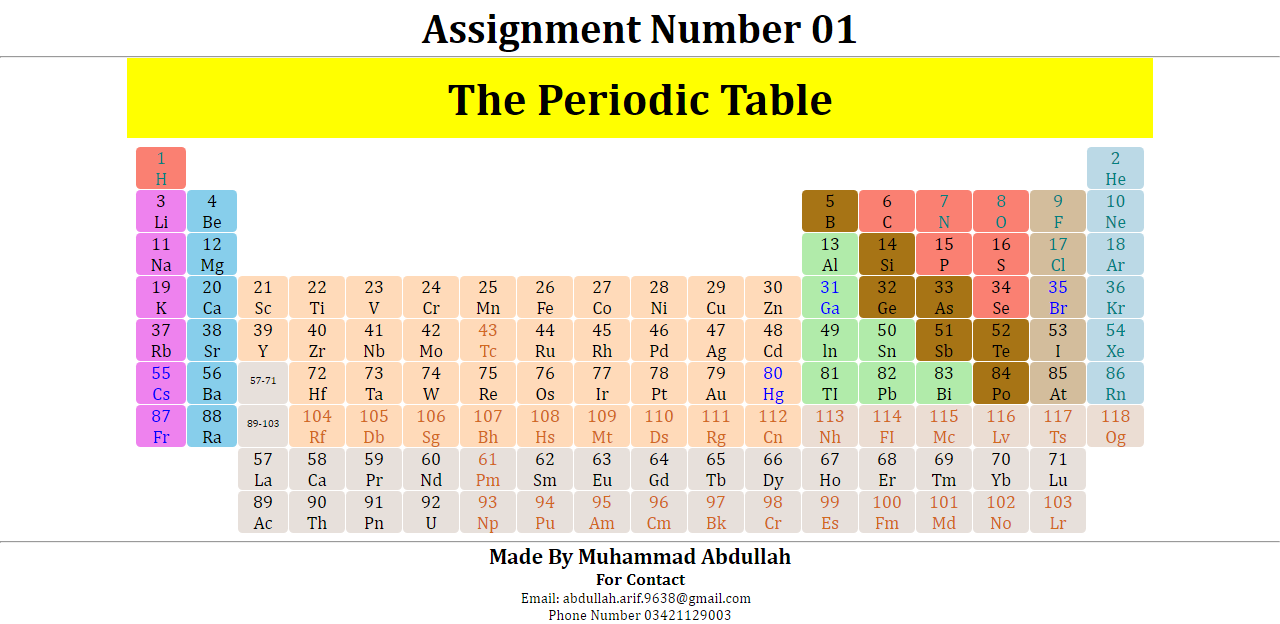 Assignment Number 01
The Periodic Table
1 2
H He
3 4 5 6 7 8 9 10
Li Be B C N O F Ne
11 12 13 14 15 16 17 18
Na Mg Al Si P S Cl Ar
19 20 21 22 23 24 25 26 27 28 29 30 31 32 33 34 35 36
K Ca Sc Ti V Cr Mn Fe Co Ni Cu Zn Ga Ge As Se Br Kr
37 38 39 40 41 42 43 44 45 46 47 48 49 50 51 52 53 54
Rb Sr Y Zr Nb Mo Tc Ru Rh Pd Ag Cd ln Sn Sb Te I Xe
55 56 57-71 72 73 74 75 76 77 78 79 80 81 82 83 84 85 86
Cs Ba Hf Ta W Re Os Ir Pt Au Hg TI Pb Bi Po At Rn
87 88 89-103 104 105 106 107 108 109 110 111 112 113 114 115 116 117 118
Fr Ra Rf Db Sg Bh Hs Mt Ds Rg Cn Nh FI Mc Lv Ts Og
57 58 59 60 61 62 63 64 65 66 67 68 69 70 71
La Ca Pr Nd Pm Sm Eu Gd Tb Dy Ho Er Tm Yb Lu
89 90 91 92 93 94 95 96 97 98 99 100 101 102 103
Ac Th Pn U Np Pu Am Cm Bk Cr Es Fm Md No Lr
Made By Muhammad Abdullah
For Contact
Email: abdullah.arif.9638@gmail.com
Phone Number 03421129003